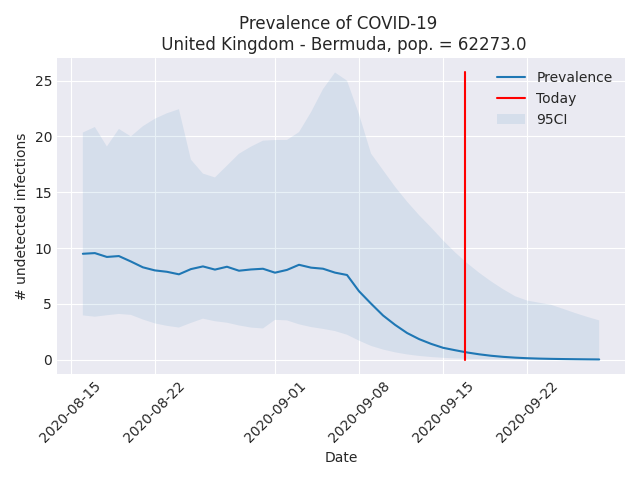 Prevalence of COVID-19
United Kingdom - Bermuda, pop. = 62273.0
Prevalence
Today
95CI
25
20
15
10
5
0
# undetected infections
2020-08-15
2020-08-22
2020-09-01
2020-09-08
2020-09-15
2020-09-22
Date